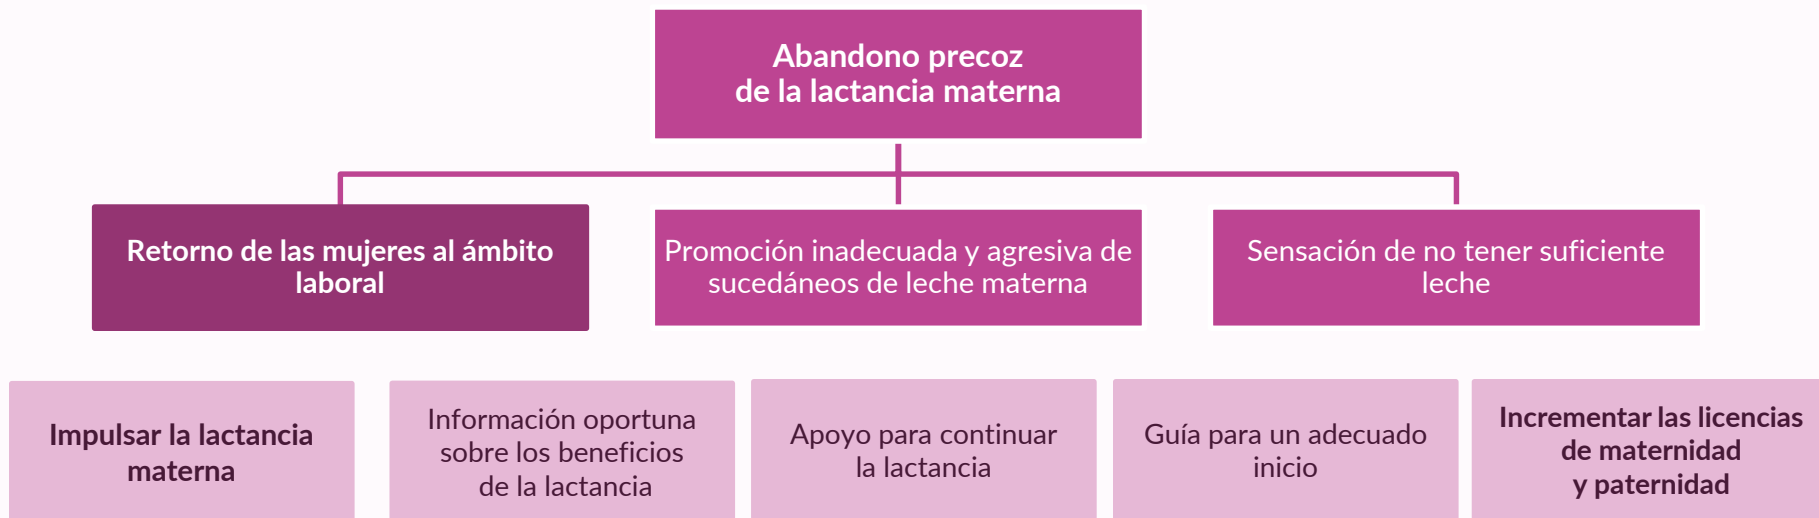 Abandono precoz
de la lactancia materna
Retorno de las mujeres al ámbito
laboral
Promoción inadecuada y agresiva de
sucedáneos de leche materna
Sensación de no tener suficiente
leche
Impulsar la lactancia
materna
Información oportuna
sobre los beneficios
de la lactancia
Apoyo para continuar
la lactancia
Guía para un adecuado
inicio
Incrementar las licencias
de maternidad
y paternidad